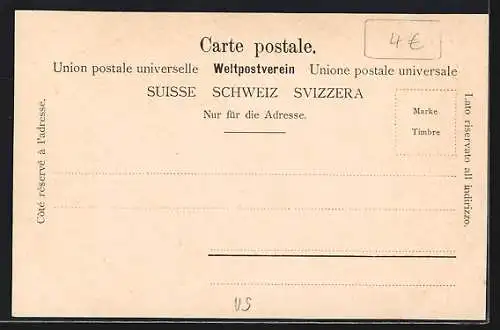 4 €
Carte postale.
Union postale universelle Weltpostverein Unione postale universale
SUISSE SCHWEIZ SVIZZERA
Nur für die Adresse.
Marke
Timbre
Côté réservé à l'adresse.
Lato riservato all indirizzo.
VS